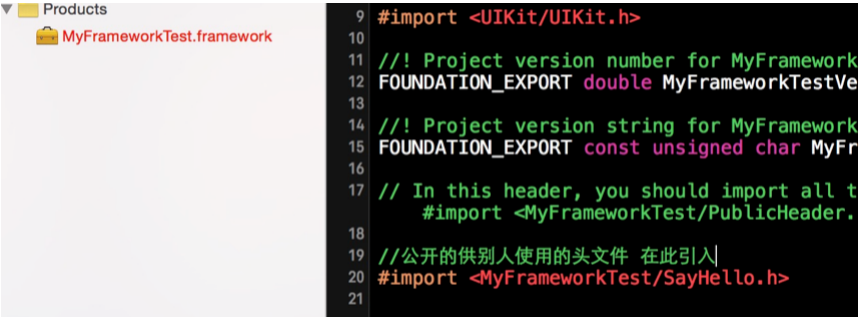 Products
MyFrameworkTest.framework
9 #import <UIKit/UIKit.h>
10
11 //! Project version number for MyFramework
12 FOUNDATION_EXPORT double MyFrameworkTestVe
13
14 //! Project version string for MyFramework
15 FOUNDATION_EXPORT const unsigned char MyFr
16
17 // In this header, you should import all t
#import <MyFrameworkTest/PublicHeader.
18
19 //公开的供别人使用的头文件 在此引入
20 #import <MyFrameworkTest/SayHello.h>
21